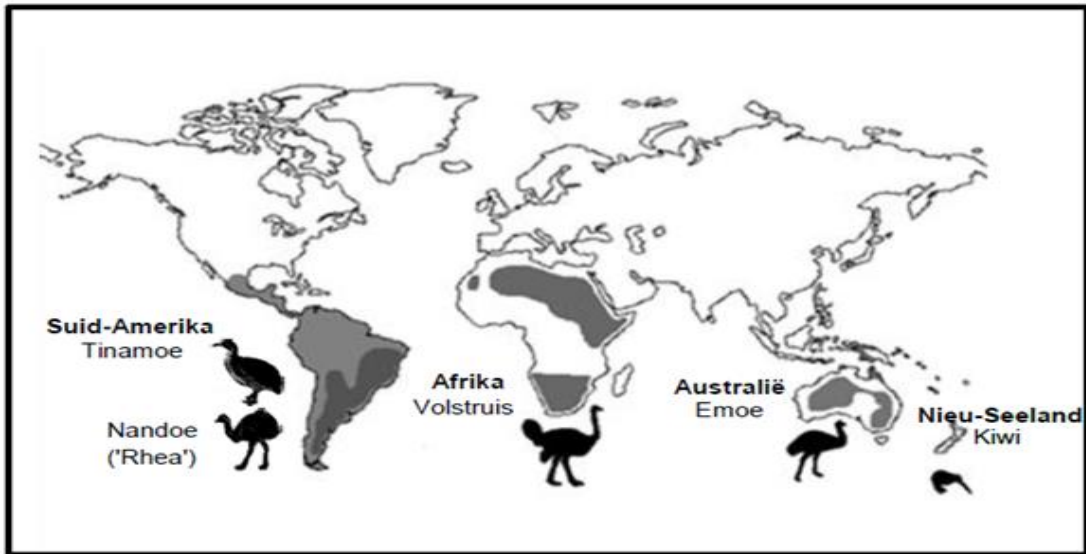 Suid-Amerika
Tinamoe
Nandoe
('Rhea')
Afrika
Volstruis
Australië
Emoe
Nieu-Seeland
Kiwi